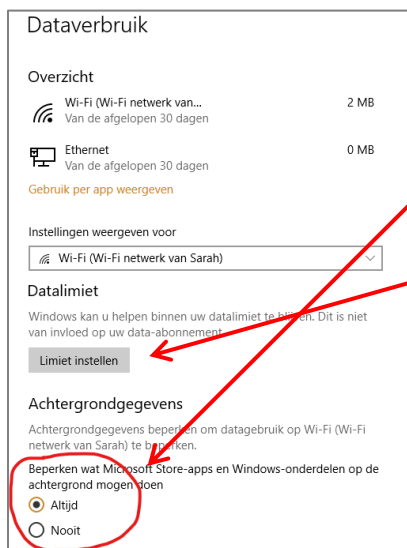 Dataverbruik
Overzicht
Wi-Fi (Wi-Fi netwerk van... 2 MB
Van de afgelopen 30 dagen
Ethernet 0 MB
Van de afgelopen 30 dagen
Gebruik per app weergeven
Instellingen weergeven voor
Wi-Fi (Wi-Fi netwerk van Sarah)
Datalimiet
Windows kan u helpen binnen uw datalimiet te blijven. Dit is niet
van invloed op uw data-abonnement.
Limiet instellen
Achtergrondgegevens
Achtergrondgegevens beperken om datagebruik op Wi-Fi (Wi-Fi
netwerk van Sarah) te beperken.
Beperken wat Microsoft Store-apps en Windows-onderdelen op de
achtergrond mogen doen
Altijd
Nooit